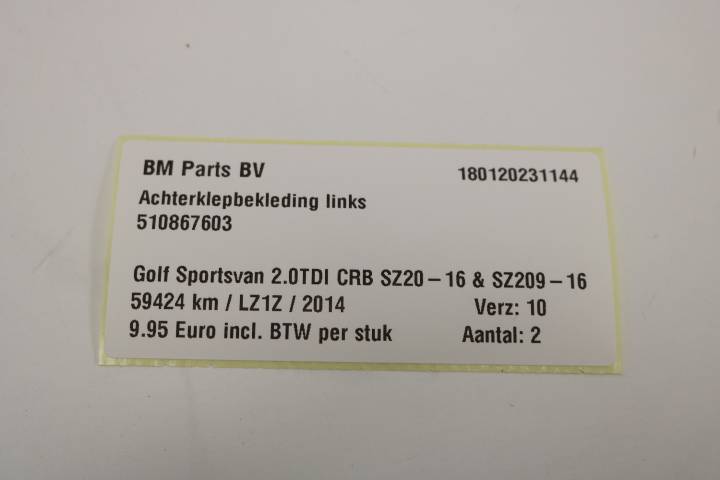 BM Parts BV 180120231144
Achterklepbekleding links
510867603
Golf Sportsvan 2.0TDI CRB SZ20-16 & SZ209-16
59424 km / LZ1Z / 2014 Verz: 10
9.95 Euro incl. BTW per stuk Aantal: 2